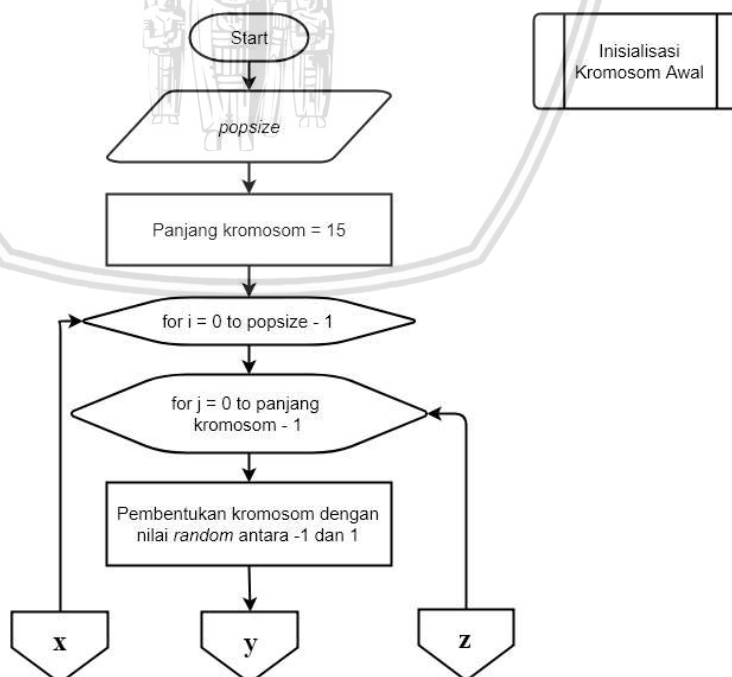 Start
Inisialisasi
Kromosom Awal
popsize
Panjang kromosom = 15
for i = 0 to popsize - 1
for j = 0 to panjang
kromosom - 1
Pembentukan kromosom dengan
nilai random antara -1 dan 1
x
y
z